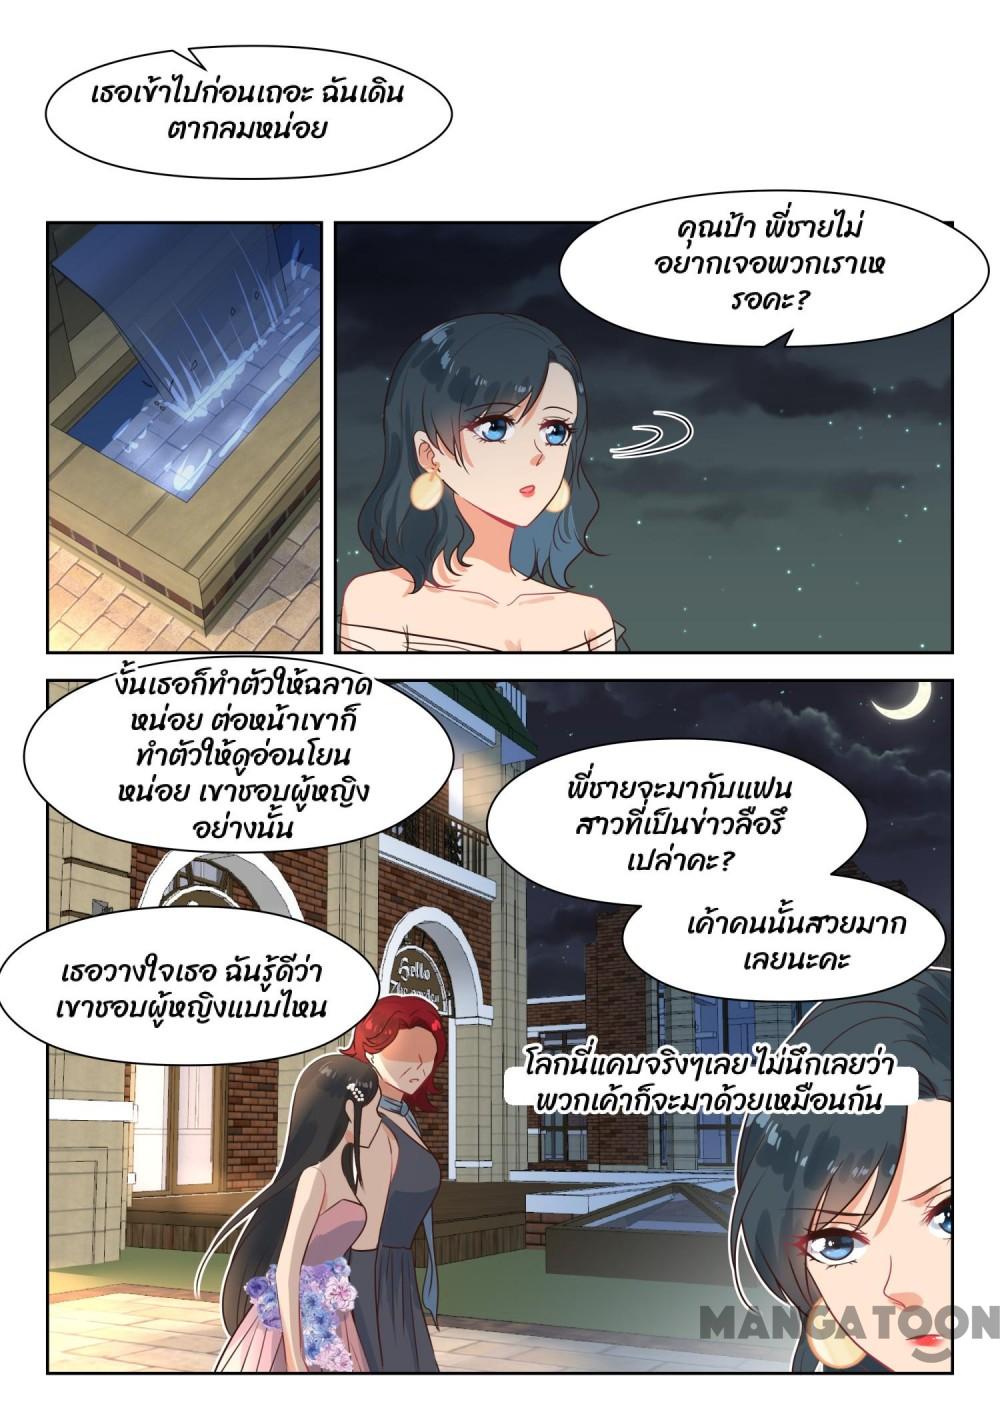 เธอเข้าไปก่อนเถอะ ฉันเดิน
ตากลมหน่อย
คุณป้า พี่ชายไม่
อยากเจอพวกเราเห
รอคะ?
งั้นเธอก็ทำตัวให้ฉลาด
หน่อย ต่อหน้าเขาก็
ทำตัวให้ดูอ่อนโยน
หน่อย เขาชอบผู้หญิง
อย่างนั้น
พี่ชายจะมากับแฟน
สาวที่เป็นข่าวลือรึ
เปล่าคะ?
เค้าคนนั้นสวยมาก
เลยนะคะ
เธอวางใจเธอ ฉันรู้ดีว่า
เขาชอบผู้หญิงแบบไหน
Hello
The garden
โลกนี่แคบจริงๆเลย ไม่นึกเลยว่า
พวกเค้าก็จะมาด้วยเหมือนกัน
MANGATOON